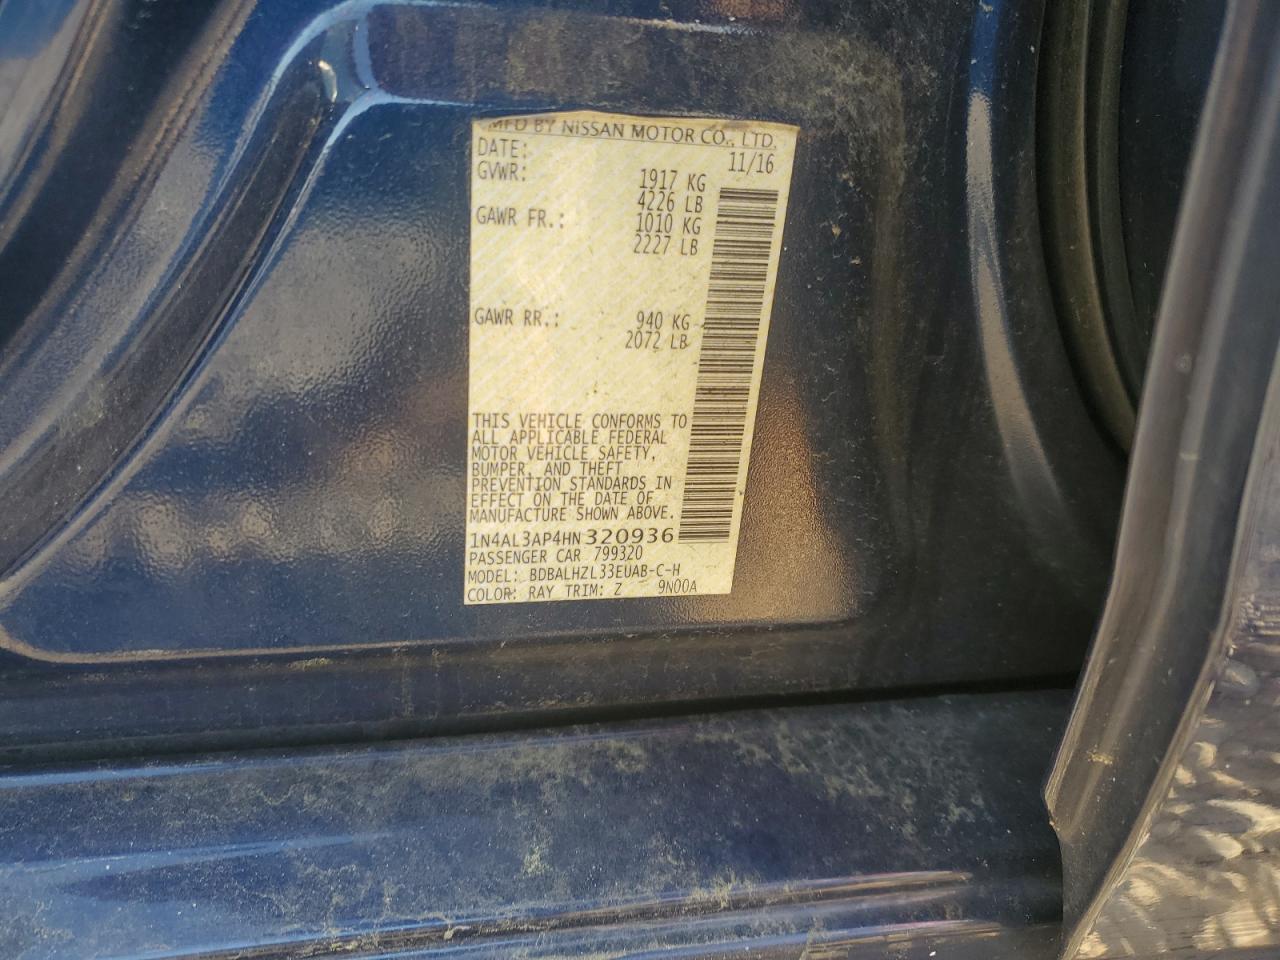 MFD BY NISSAN MOTOR CO., LTD.
DATE: 11/16
GVWR: 1917 KG
4226 LB
GAWR FR.: 1010 KG
2227 LB
GAWR RR.: 940 KG
2072 LB
THIS VEHICLE CONFORMS TO
ALL APPLICABLE FEDERAL
MOTOR VEHICLE SAFETY,
BUMPER, AND THEFT
PREVENTION STANDARDS IN
EFFECT ON THE DATE OF
MANUFACTURE SHOWN ABOVE.
1N4AL3AP4HN320936
PASSENGER CAR 799320
MODEL: BDBALHZL33EUAB-C-H
COLOR: RAY TRIM: Z 9N00A